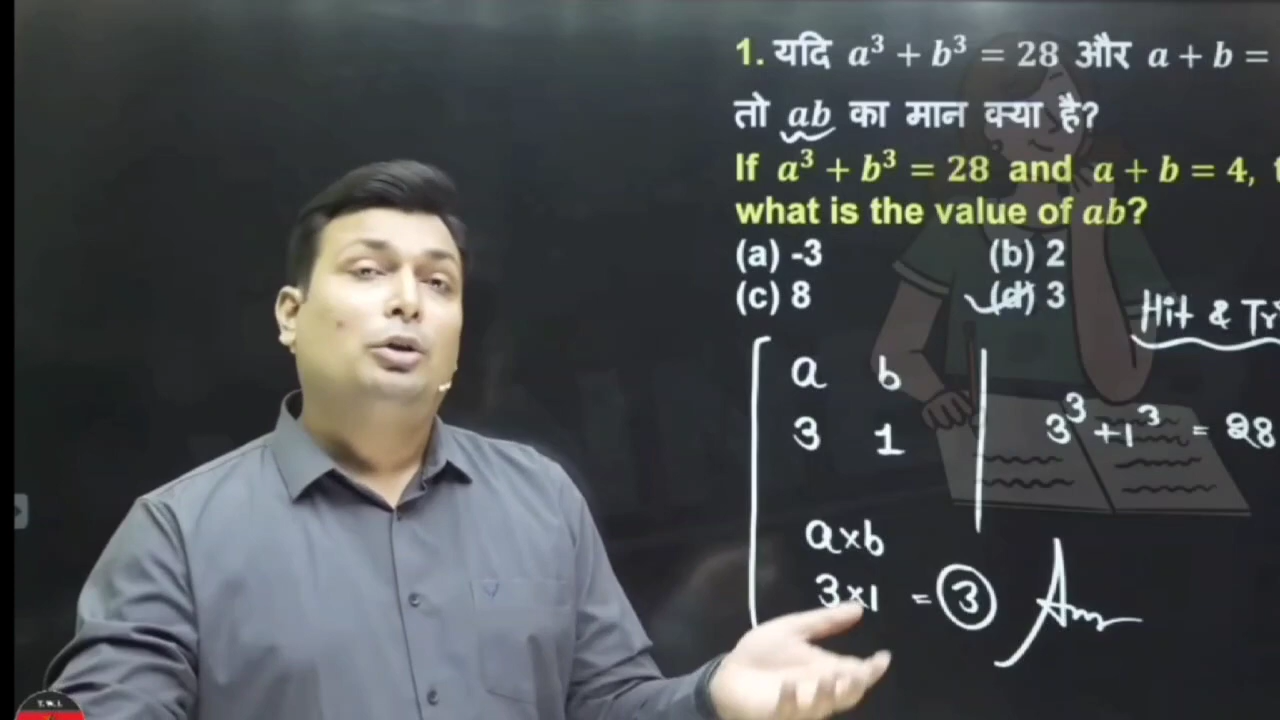 1. यदि a³ + b³ = 28 और a + b =
तो ab का मान क्या है?
If a³ + b³ = 28 and a + b = 4, t
what is the value of ab?
(a) -3 (b) 2
(c) 8 (d) 3
Hit & Tri
a b
3 1 3³ + 1³ = 28
a×b
3×1 = 3 Ans
T.W.I.